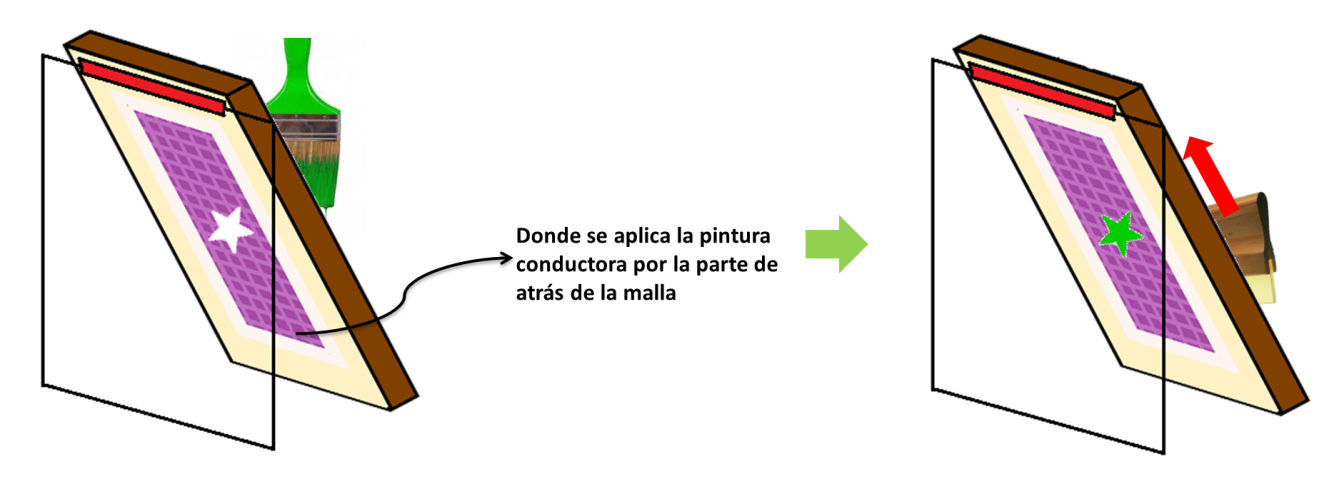 Donde se aplica la pintura
conductora por la parte de
atrás de la malla